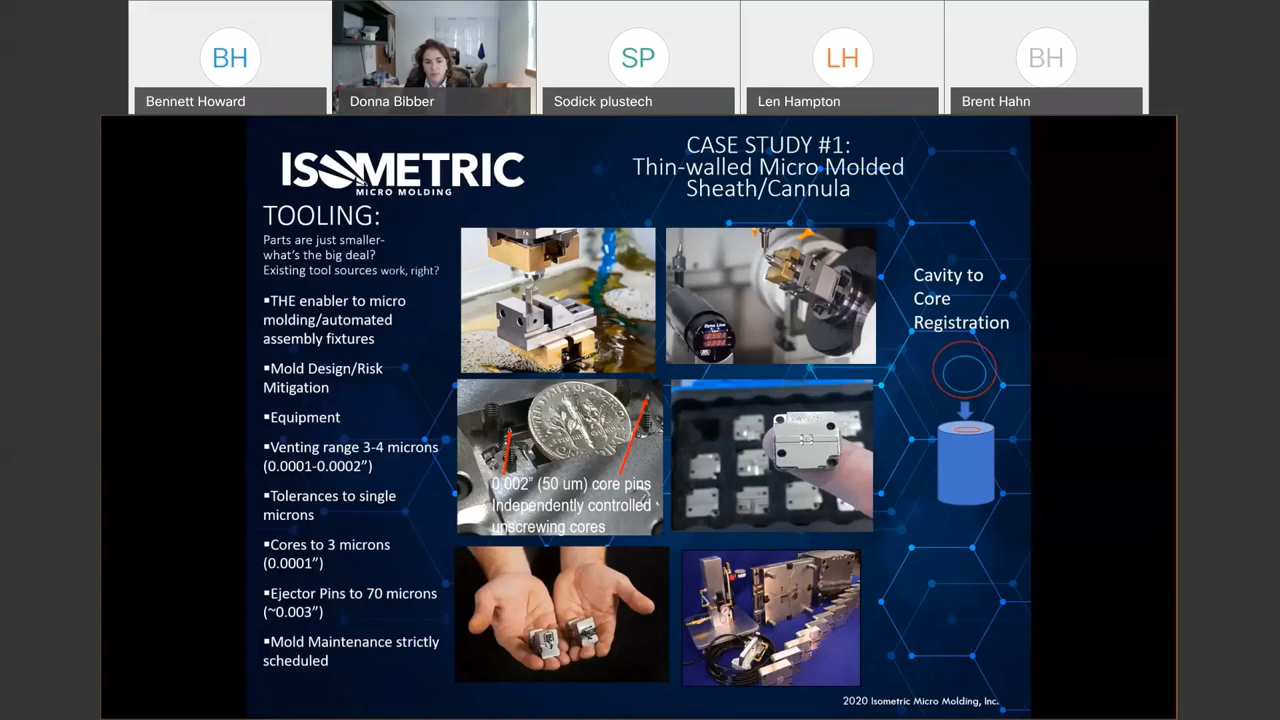 BH
SP
LH
BH
Bennett Howard
Donna Bibber
Sodick plustech
Len Hampton
Brent Hahn
ISOMETRIC
MICRO MOLDING
CASE STUDY #1:
Thin-walled Micro Molded
Sheath/Cannula
TOOLING:
Parts are just smaller-
what's the big deal?
Existing tool sources work, right?
▪THE enabler to micro
molding/automated
assembly fixtures
▪Mold Design/Risk
Mitigation
▪Equipment
▪Venting range 3-4 microns
(0.0001-0.0002")
▪Tolerances to single
microns
▪Cores to 3 microns
(0.0001")
▪Ejector Pins to 70 microns
(~0.003")
▪Mold Maintenance strictly
scheduled
0.002" (50 um) core pins
Independently controlled
unscrewing cores
Cavity to
Core
Registration
2020 Isometric Micro Molding, Inc.